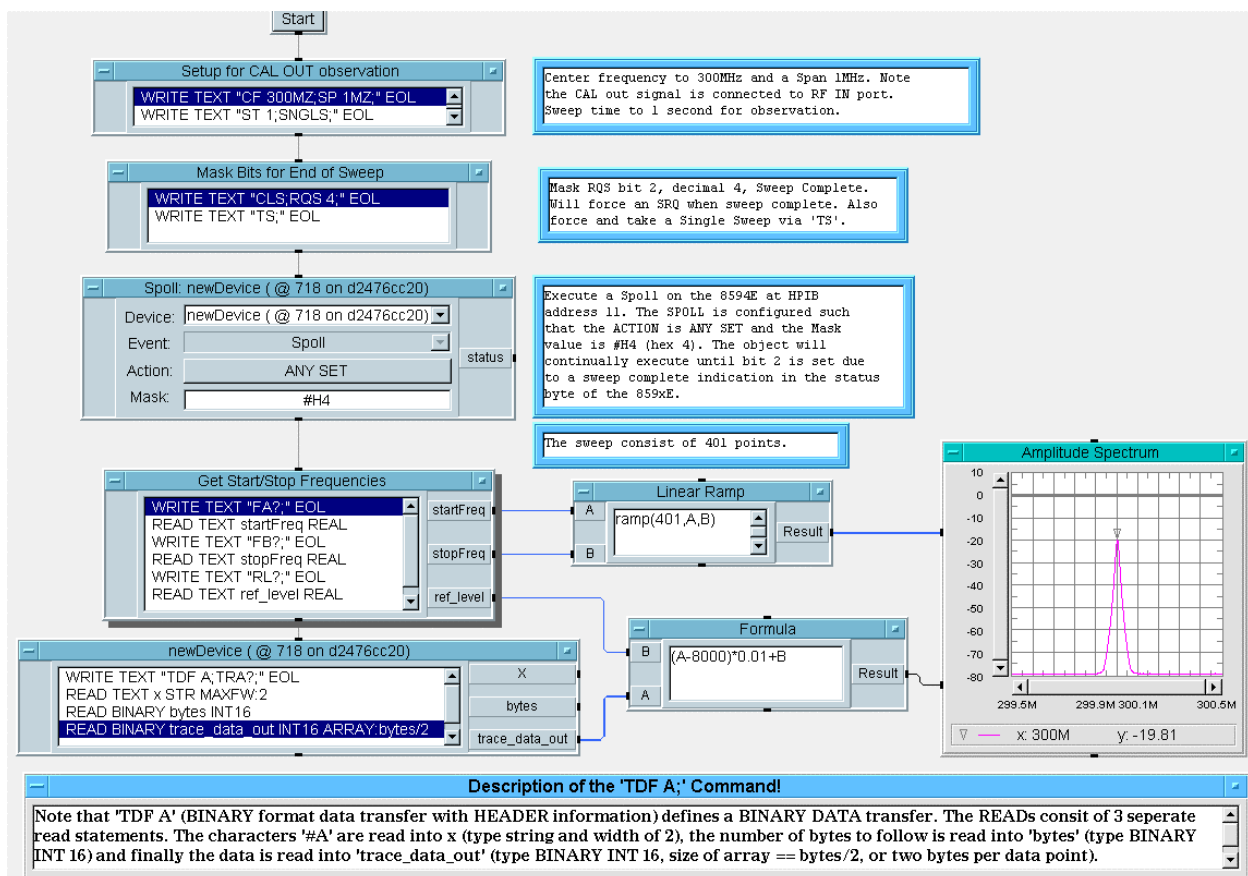 Start
Setup for CAL OUT observation
WRITE TEXT "CF 300MZ;SP 1MZ;" EOL
WRITE TEXT "ST 1;SNGLS;" EOL
Center frequency to 300MHz and a Span 1MHz. Note
the CAL out signal is connected to RF IN port.
Sweep time to 1 second for observation.
Mask Bits for End of Sweep
WRITE TEXT "CLS;RQS 4;" EOL
WRITE TEXT "TS;" EOL
Mask RQS bit 2, decimal 4, Sweep Complete.
Will force an SRQ when sweep complete. Also
force and take a Single Sweep via 'TS'.
Spoll: newDevice ( @ 718 on d2476cc20)
Device: newDevice ( @ 718 on d2476cc20)
Event: Spoll
Action: ANY SET
Mask: #H4
status
Execute a Spoll on the 8594E at HPIB
address 11. The SPOLL is configured such
that the ACTION is ANY SET and the Mask
value is #H4 (hex 4). The object will
continually execute until bit 2 is set due
to a sweep complete indication in the status
byte of the 859xE.
The sweep consist of 401 points.
Get Start/Stop Frequencies
WRITE TEXT "FA?;" EOL
READ TEXT startFreq REAL
WRITE TEXT "FB?;" EOL
READ TEXT stopFreq REAL
WRITE TEXT "RL?;" EOL
READ TEXT ref_level REAL
startFreq
stopFreq
ref_level
Linear Ramp
A
B
ramp(401,A,B)
Result
Amplitude Spectrum
10
0
-10
-20
-30
-40
-50
-60
-70
-80
299.5M 299.9M 300.1M 300.5M
x: 300M y: -19.81
newDevice ( @ 718 on d2476cc20)
WRITE TEXT "TDF A;TRA?;" EOL
READ TEXT x STR MAXFW:2
READ BINARY bytes INT16
READ BINARY trace_data_out INT16 ARRAY:bytes/2
X
bytes
trace_data_out
Formula
B
A
(A-8000)*0.01+B
Result
Description of the 'TDF A;' Command!
Note that 'TDF A' (BINARY format data transfer with HEADER information) defines a BINARY DATA transfer. The READs consit of 3 seperate
read statements. The characters '#A' are read into x (type string and width of 2), the number of bytes to follow is read into 'bytes' (type BINARY
INT 16) and finally the data is read into 'trace_data_out' (type BINARY INT 16, size of array == bytes/2, or two bytes per data point).